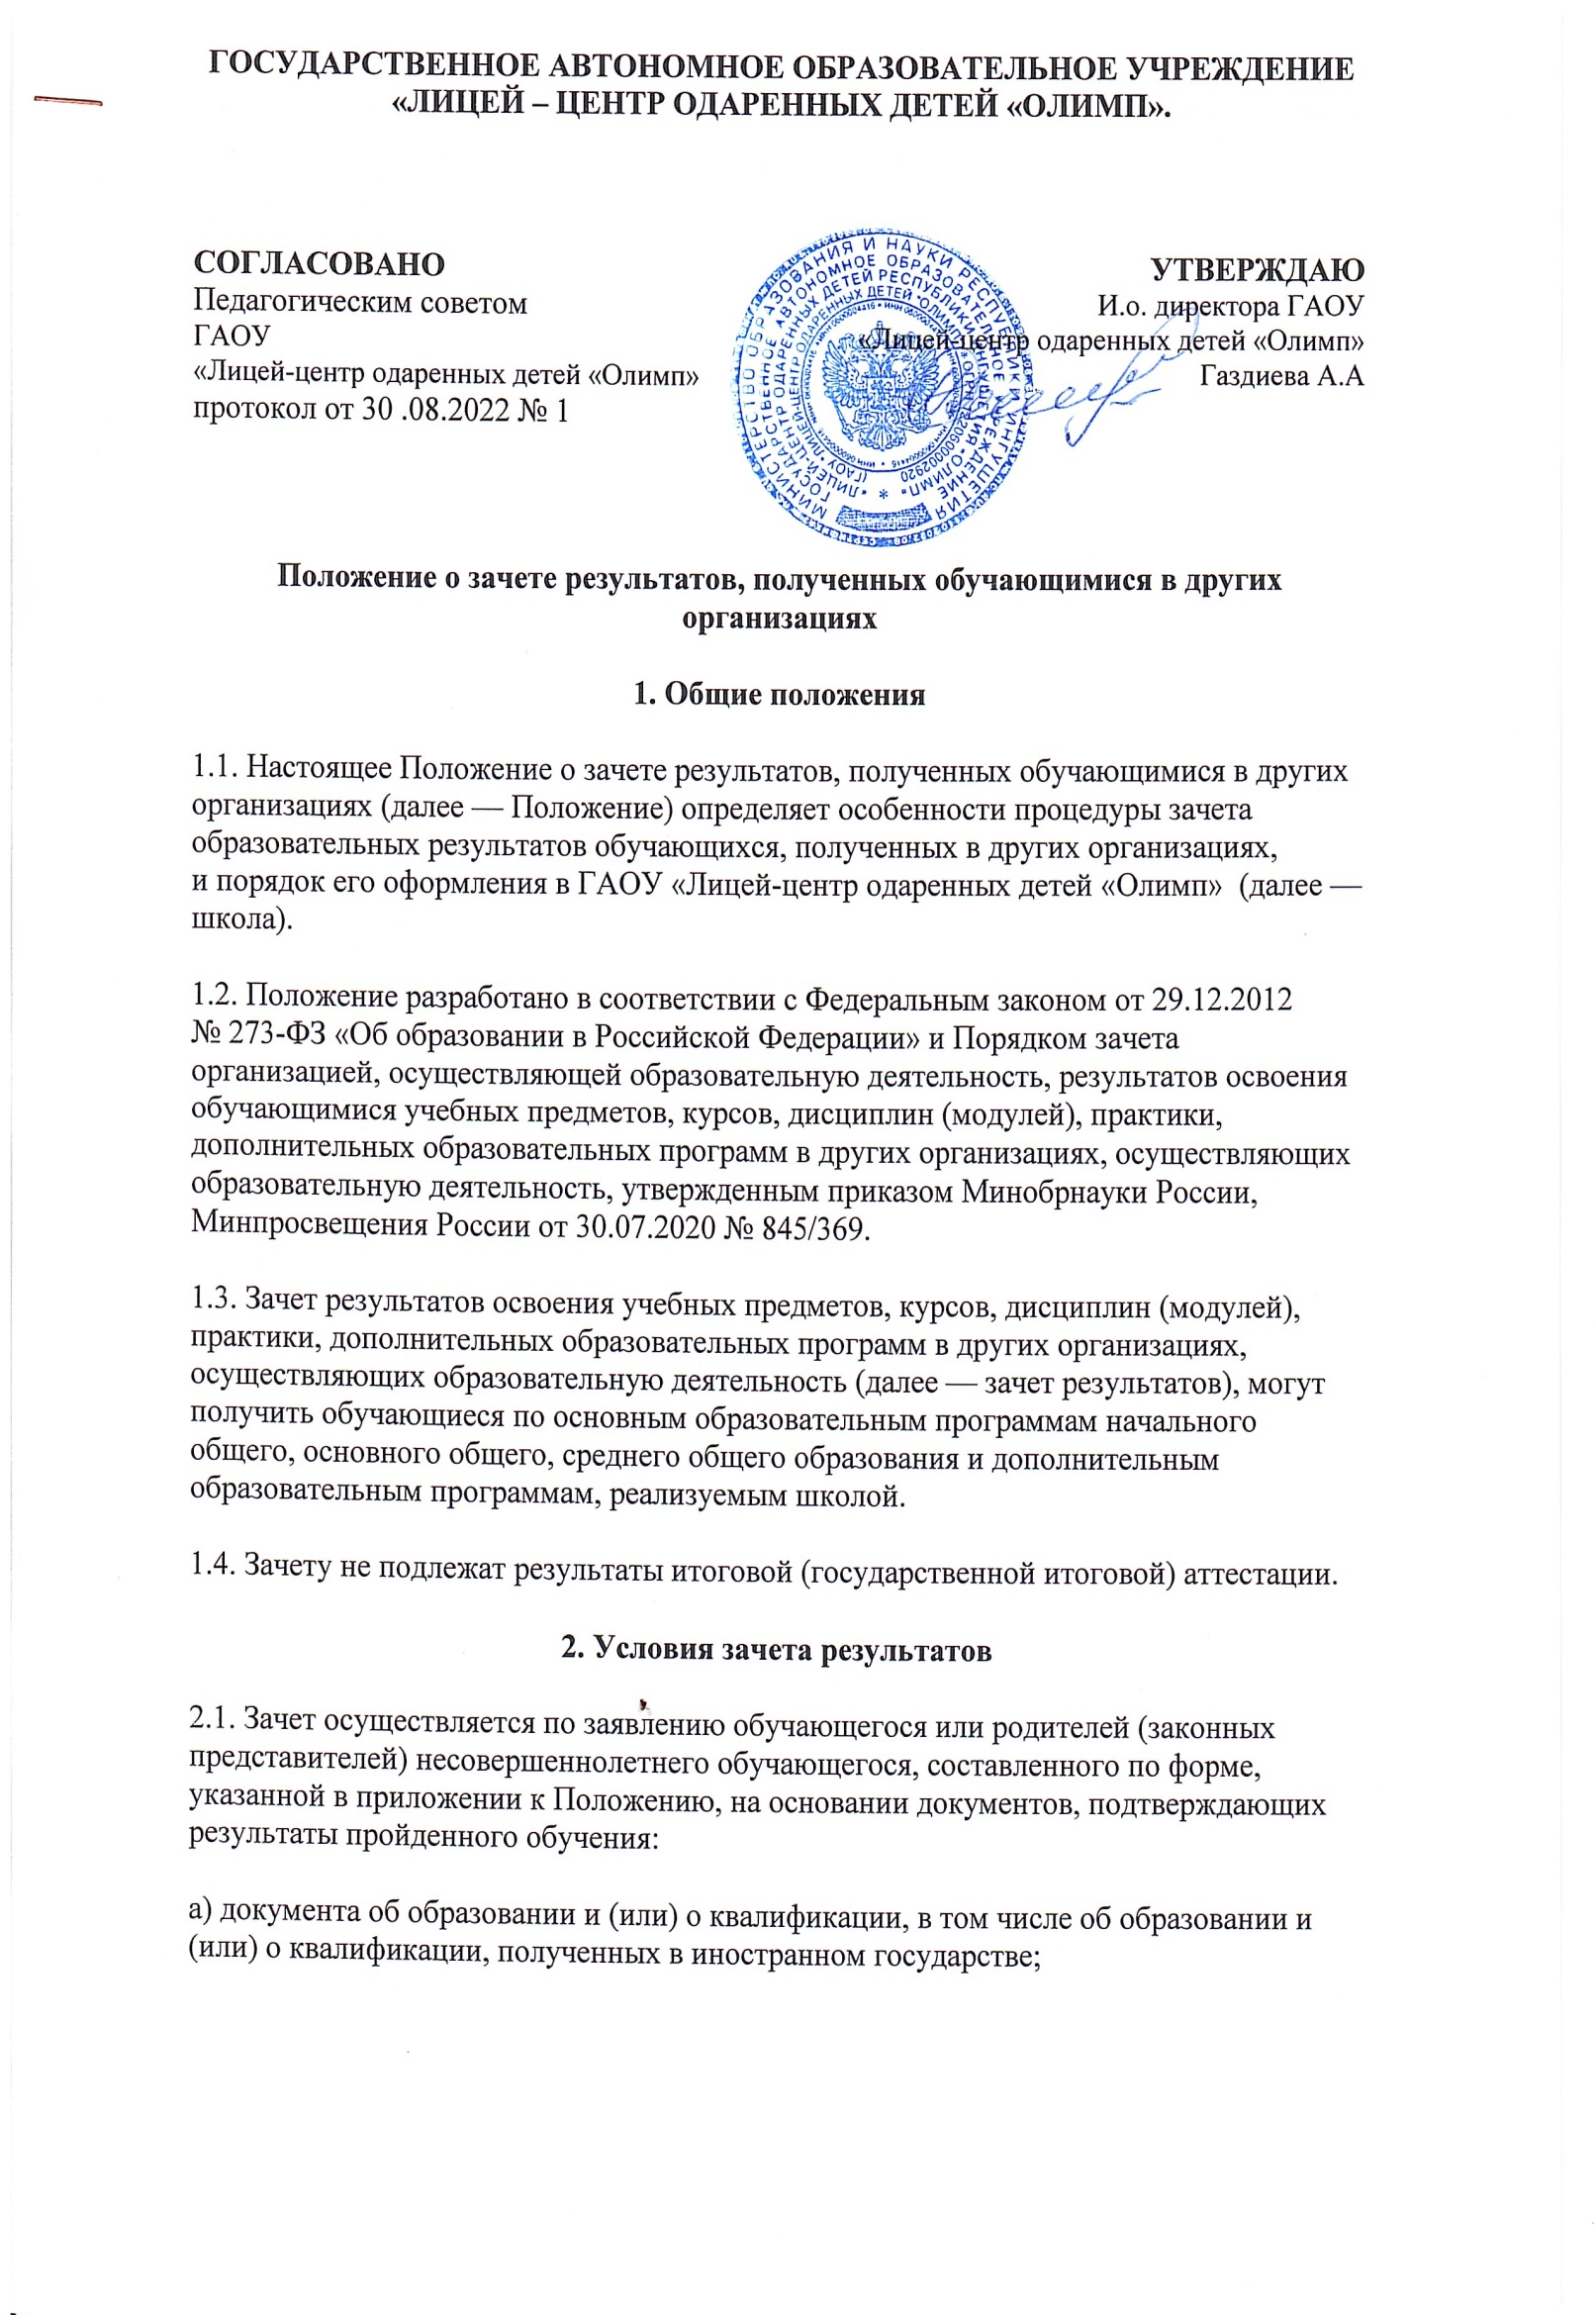 ГОСУДАРСТВЕННОЕ АВТОНОМНОЕ ОБРАЗОВАТЕЛЬНОЕ УЧРЕЖДЕНИЕ
«ЛИЦЕЙ – ЦЕНТР ОДАРЕННЫХ ДЕТЕЙ «ОЛИМП».
СОГЛАСОВАНО
Педагогическим советом
ГАОУ
«Лицей-центр одаренных детей «Олимп»
протокол от 30 .08.2022 № 1
УТВЕРЖДАЮ
И.о. директора ГАОУ
«Лицей-центр одаренных детей «Олимп»
Газдиева А.А
МИНИСТЕРСТВО ОБРАЗОВАНИЯ И НАУКИ РЕСПУБЛИКИ ИНГУШЕТИЯ
ГОСУДАРСТВЕННОЕ АВТОНОМНОЕ ОБРАЗОВАТЕЛЬНОЕ УЧРЕЖДЕНИЕ
Положение о зачете результатов, полученных обучающимися в других
организациях
1. Общие положения
1.1. Настоящее Положение о зачете результатов, полученных обучающимися в других
организациях (далее — Положение) определяет особенности процедуры зачета
образовательных результатов обучающихся, полученных в других организациях,
и порядок его оформления в ГАОУ «Лицей-центр одаренных детей «Олимп» (далее —
школа).
1.2. Положение разработано в соответствии с Федеральным законом от 29.12.2012
№ 273-ФЗ «Об образовании в Российской Федерации» и Порядком зачета
организацией, осуществляющей образовательную деятельность, результатов освоения
обучающимися учебных предметов, курсов, дисциплин (модулей), практики,
дополнительных образовательных программ в других организациях, осуществляющих
образовательную деятельность, утвержденным приказом Минобрнауки России,
Минпросвещения России от 30.07.2020 № 845/369.
1.3. Зачет результатов освоения учебных предметов, курсов, дисциплин (модулей),
практики, дополнительных образовательных программ в других организациях,
осуществляющих образовательную деятельность (далее — зачет результатов), могут
получить обучающиеся по основным образовательным программам начального
общего, основного общего, среднего общего образования и дополнительным
образовательным программам, реализуемым школой.
1.4. Зачету не подлежат результаты итоговой (государственной итоговой) аттестации.
2. Условия зачета результатов
2.1. Зачет осуществляется по заявлению обучающегося или родителей (законных
представителей) несовершеннолетнего обучающегося, составленного по форме,
указанной в приложении к Положению, на основании документов, подтверждающих
результаты пройденного обучения:
а) документа об образовании и (или) о квалификации, в том числе об образовании и
(или) о квалификации, полученных в иностранном государстве;